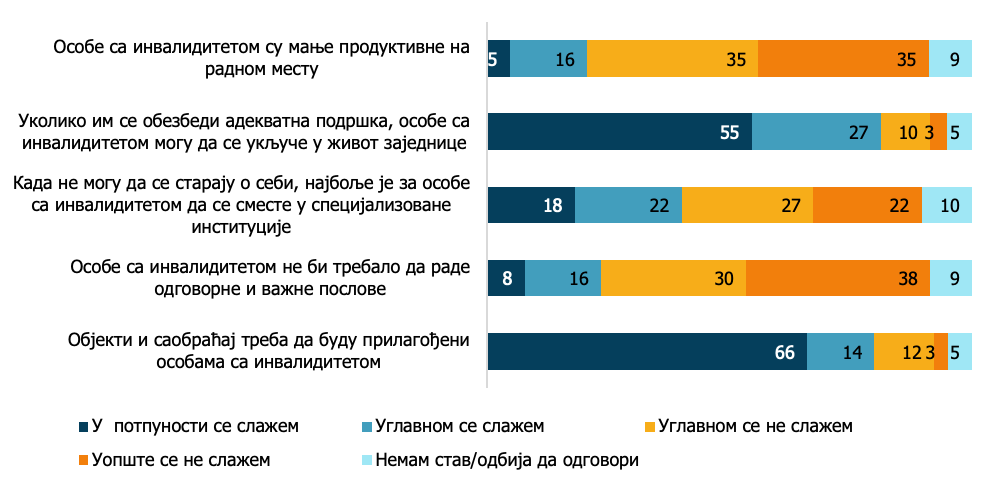 Особе са инвалидитетом су мање продуктивне на
радном месту
5 16 35 35 9
Уколико им се обезбеди адекватна подршка, особе са
инвалидитетом могу да се укључе у живот заједнице
55 27 10 3 5
Када не могу да се старају о себи, најбоље је за особе
са инвалидитетом да се сместе у специјализоване
институције
18 22 27 22 10
Особе са инвалидитетом не би требало да раде
одговорне и важне послове
8 16 30 38 9
Објекти и саобраћај треба да буду прилагођени
особама са инвалидитетом
66 14 12 3 5
У потпуности се слажем Углавном се слажем Углавном се не слажем
Уопште се не слажем Немам став/одбија да одговори